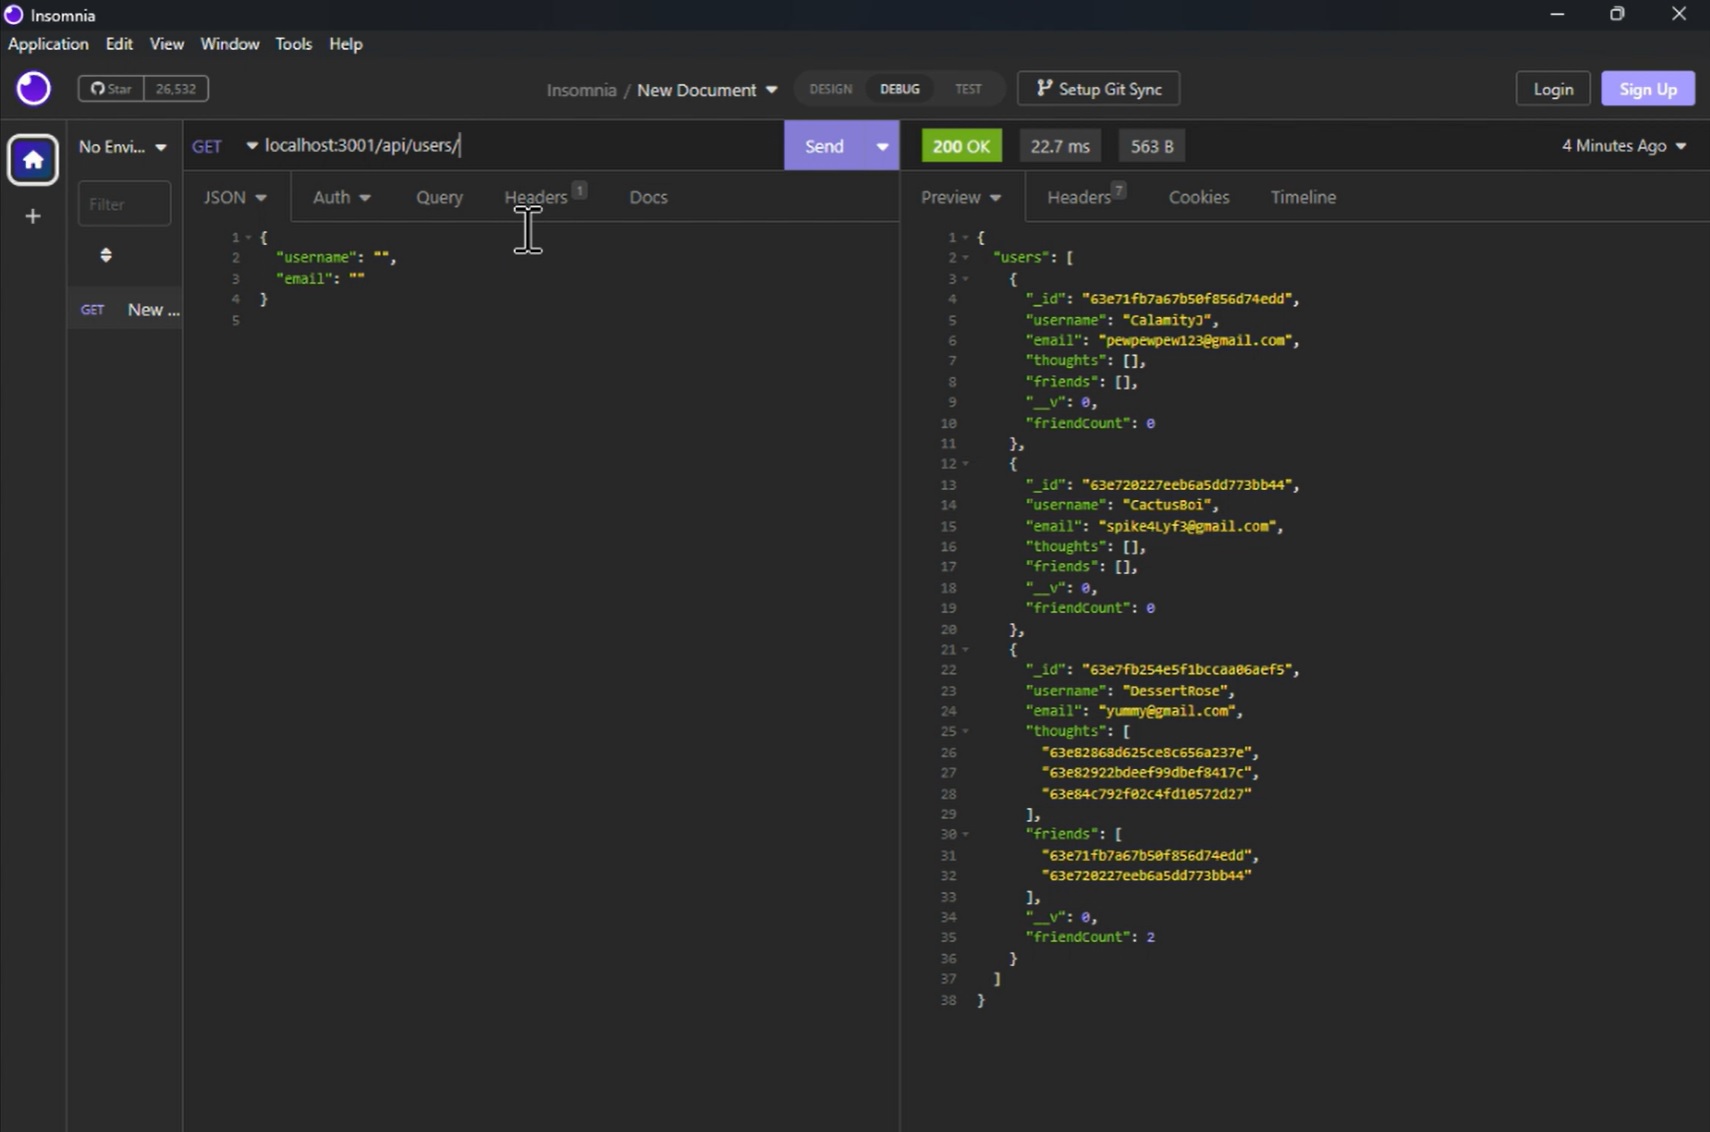 Insomnia
Application Edit View Window Tools Help
Star 26,532
Insomnia / New Document
DESIGN DEBUG TEST
Setup Git Sync
Login Sign Up
No Envi...
GET localhost:3001/api/users/
Send
200 OK 22.7 ms 563 B
4 Minutes Ago
Filter
GET New ...
JSON Auth Query Headers 1 Docs
1 {
2 "username": "",
3 "email": ""
4 }
5
Preview Headers 7 Cookies Timeline
1 {
2 "users": [
3 {
4 "_id": "63e71fb7a67b50f856d74edd",
5 "username": "CalamityJ",
6 "email": "pewpewpew123@gmail.com",
7 "thoughts": [],
8 "friends": [],
9 "__v": 0,
10 "friendCount": 0
11 },
12 {
13 "_id": "63e720227eeb6a5dd773bb44",
14 "username": "CactusBoi",
15 "email": "spike4Lyf3@gmail.com",
16 "thoughts": [],
17 "friends": [],
18 "__v": 0,
19 "friendCount": 0
20 },
21 {
22 "_id": "63e7fb254e5f1bccaa06aef5",
23 "username": "DessertRose",
24 "email": "yummy@gmail.com",
25 "thoughts": [
26 "63e82868d625ce8c656a237e",
27 "63e82922bdeef99dbef8417c",
28 "63e84c792f02c4fd10572d27"
29 ],
30 "friends": [
31 "63e71fb7a67b50f856d74edd",
32 "63e720227eeb6a5dd773bb44"
33 ],
34 "__v": 0,
35 "friendCount": 2
36 }
37 ]
38 }